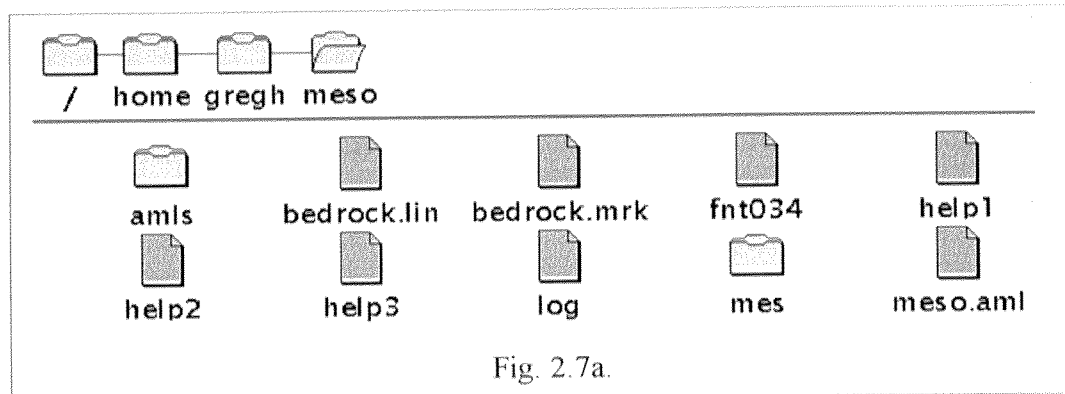 / home gregh meso
amls bedrock.lin bedrock.mrk fnt034 help1
help2 help3 log mes meso.aml
Fig. 2.7a.